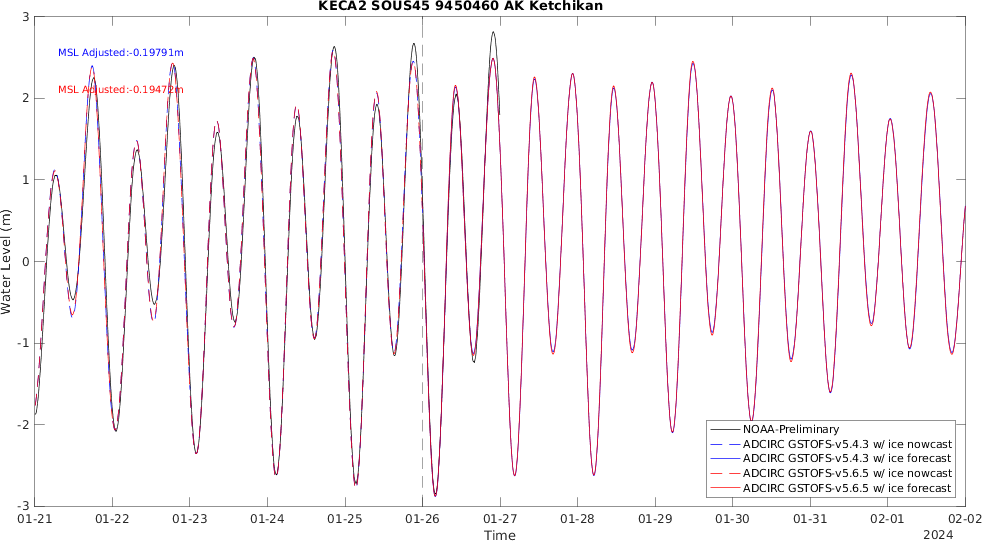 KECA2 SOUS45 9450460 AK Ketchikan
MSL Adjusted:-0.19791m
MSL Adjusted:-0.19472m
Water Level (m)
3
2
1
0
-1
-2
-3
NOAA-Preliminary
ADCIRC GSTOFS-v5.4.3 w/ ice nowcast
ADCIRC GSTOFS-v5.4.3 w/ ice forecast
ADCIRC GSTOFS-v5.6.5 w/ ice nowcast
ADCIRC GSTOFS-v5.6.5 w/ ice forecast
01-21 01-22 01-23 01-24 01-25 01-26 01-27 01-28 01-29 01-30 01-31 02-01 02-02
Time
2024